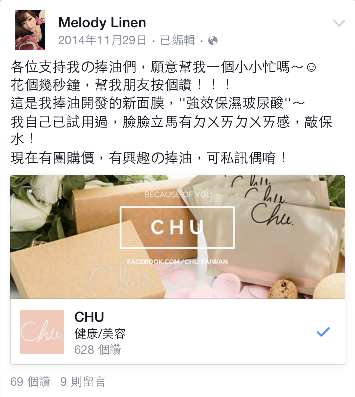 Melody Linen
2014年11月29日 · 已編輯 ·
各位支持我の捧油們，願意幫我一個小小忙嗎～☺
花個幾秒鐘，幫我朋友按個讚！！！
這是我捧油開發的新面膜，"強效保濕玻尿酸"～
我自己已試用過，臉臉立馬有ㄉㄨㄞㄉㄨㄞ感，敲保
水！
現在有團購價，有興趣の捧油，可私訊偶唷！
Chu.
Chu.
Chu.
BECAUSE OF YOU
CHU
FACEBOOK.COM/CHU.TAIWAN
Chu
CHU
健康/美容
628 個讚
69 個讚 9 則留言